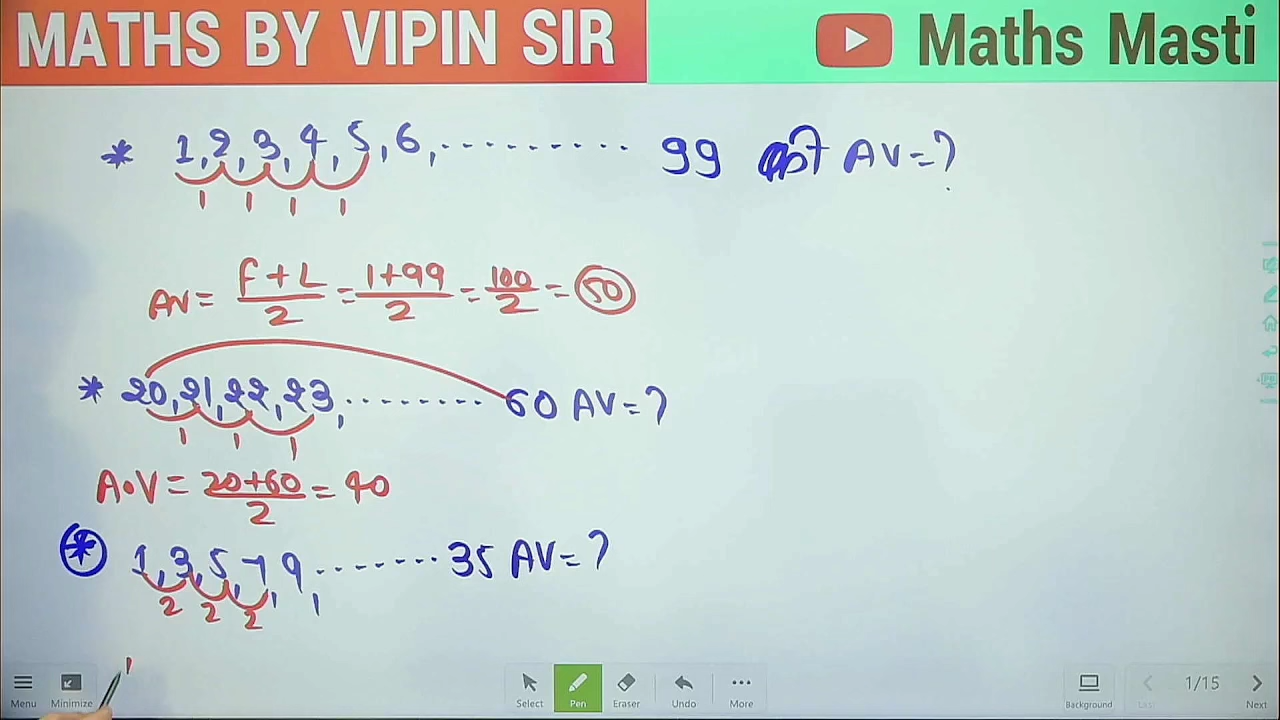 MATHS BY VIPIN SIR
Maths Masti
* 1, 2, 3, 4, 5, 6, .......... 99 का AV=?
1 1 1 1
AV = F+L/2 = 1+99/2 = 100/2 = 50
* 20, 21, 22, 23, ......... 60 AV=?
1 1 1
A.V = 20+60/2 = 40
* 1, 3, 5, 7, 9, ........ 35 AV=?
2 2 2
1
Menu
Minimize
Select
Pen
Eraser
Undo
More
Background
1/15
Next